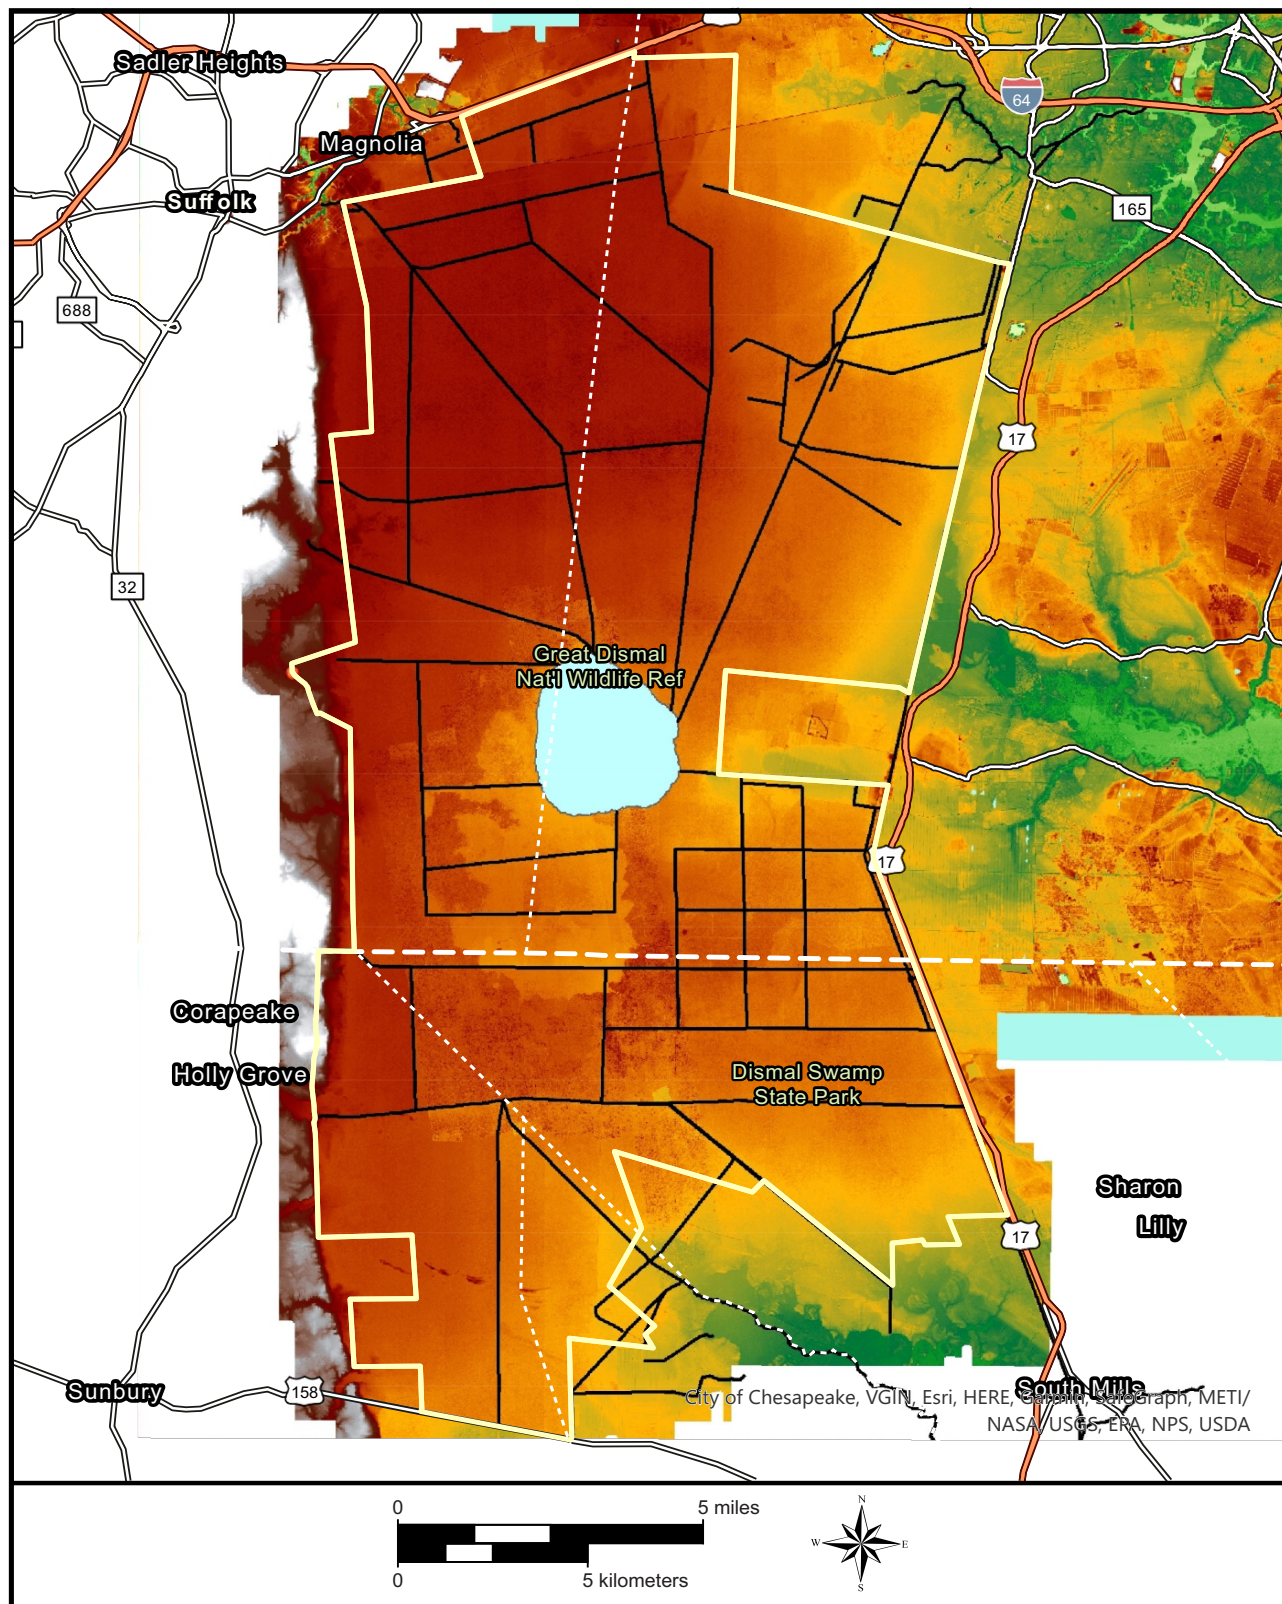 Sadler Heights
64
Magnolia
Suffolk
165
688
17
32
Great Dismal
Nat'l Wildlife Ref
17
Corapeake
Holly Grove
Dismal Swamp
State Park
Sharon
Lilly
17
Sunbury
158
South Mills
City of Chesapeake, VGIN, Esri, HERE, Garmin, SafeGraph, METI/
NASA, USGS, EPA, NPS, USDA
0 5 miles
0 5 kilometers
N
W E
S